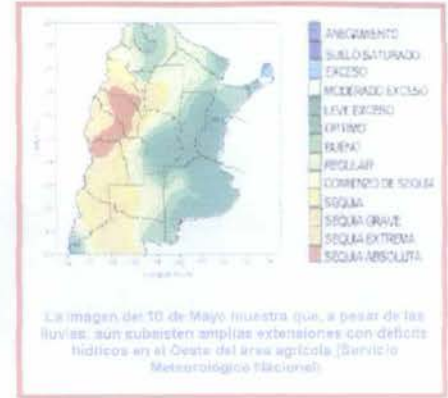 ANEGAMIENTO
SUELO SATURADO
EXCESO
MODERADO EXCESO
LEVE EXCESO
OPTIMO
BUENO
REGULAR
COMIENZO DE SEQUIA
SEQUIA
SEQUIA GRAVE
SEQUIA EXTREMA
SEQUIA ABSOLUTA
La imagen del 10 de Mayo muestra que, a pesar de las
lluvias, aún subsisten amplias extensiones con déficits
hídricos en el Oeste del área agrícola (Servicio
Meteorológico Nacional)